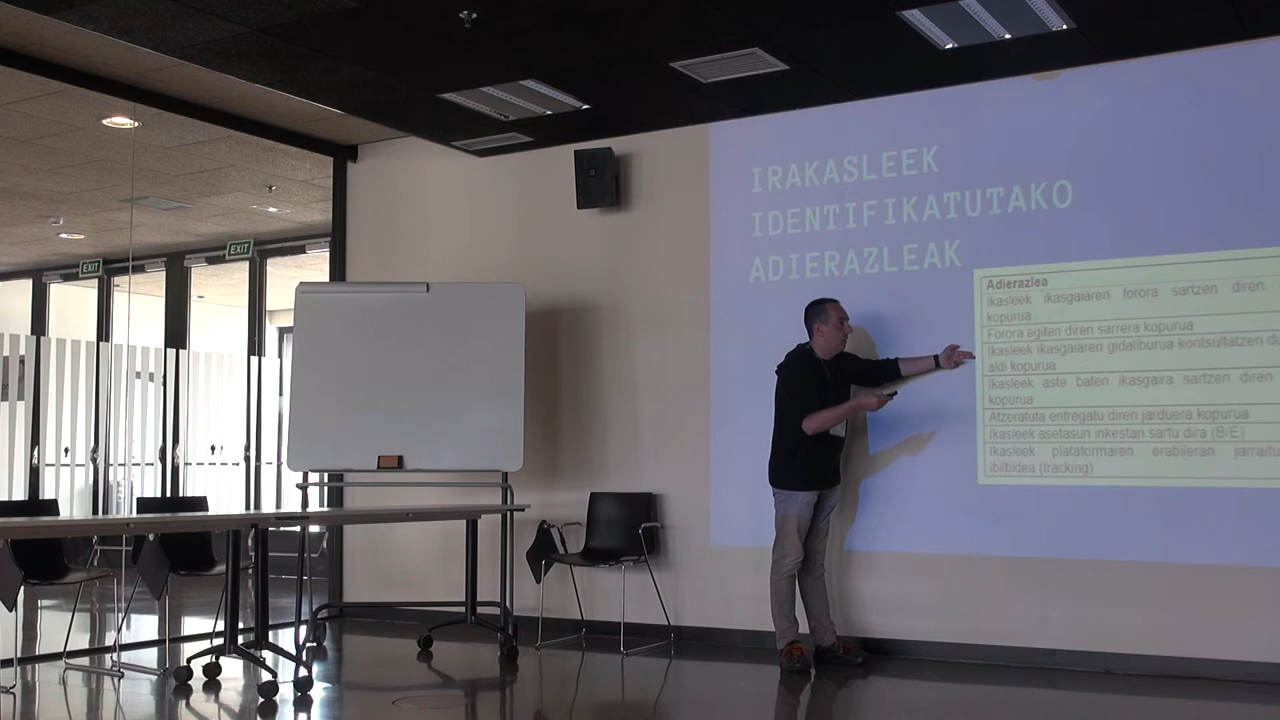 EXIT
EXIT
IRAKASLEEK
IDENTIFIKATUTAKO
ADIERAZLEAK
Adierazlea
Ikasleek ikasgaiaren forora sartzen diren
kopurua
Forora egiten diren sarrera kopurua
Ikasleek ikasgaiaren gidaliburua kontsultatzen
aldi kopurua
Ikasleek aste baten ikasgaira sartzen diren
kopurua
Atzeratuta entregatu diren jarduera kopurua
Ikasleek asetasun inkestan sartu dira (B/E)
Ikasleek plataformaren erabileran
ibilbidea (tracking)